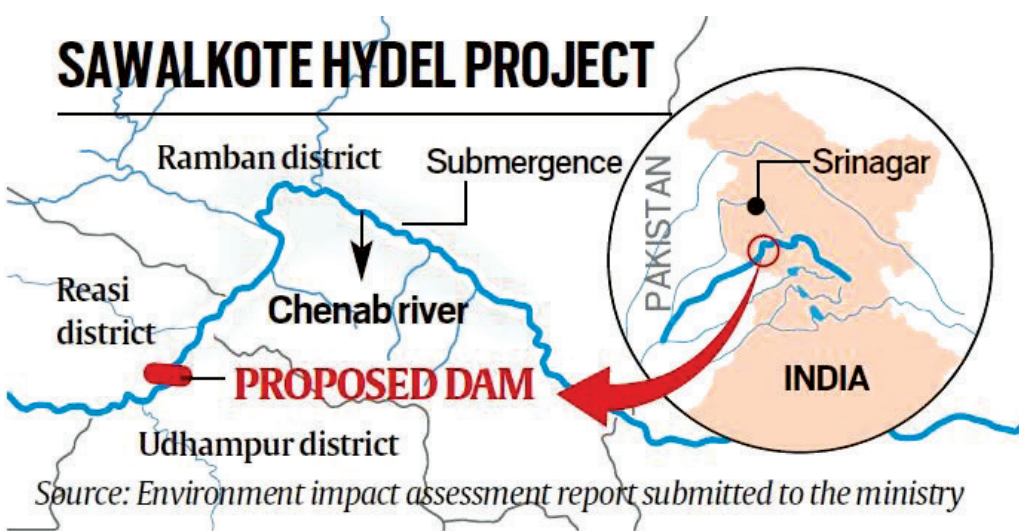 SAWALKOTE HYDEL PROJECT
Ramban district
Submergence
Srinagar
PAKISTAN
Reasi
district
Chenab river
PROPOSED DAM
INDIA
Udhampur district
Source: Environment impact assessment report submitted to the ministry